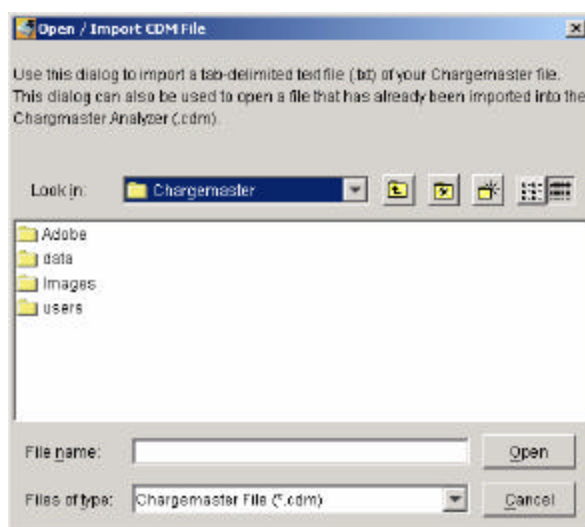 Open / Import CDM File
Use this dialog to import a tab-delimited text file (.txt) of your Chargemaster file.
This dialog can also be used to open a file that has already been imported into the
Chargmaster Analyzer (.cdm).
Look in: Chargemaster
Adobe
data
Images
users
File name: Open
Files of type: Chargemaster File (*.cdm) Cancel